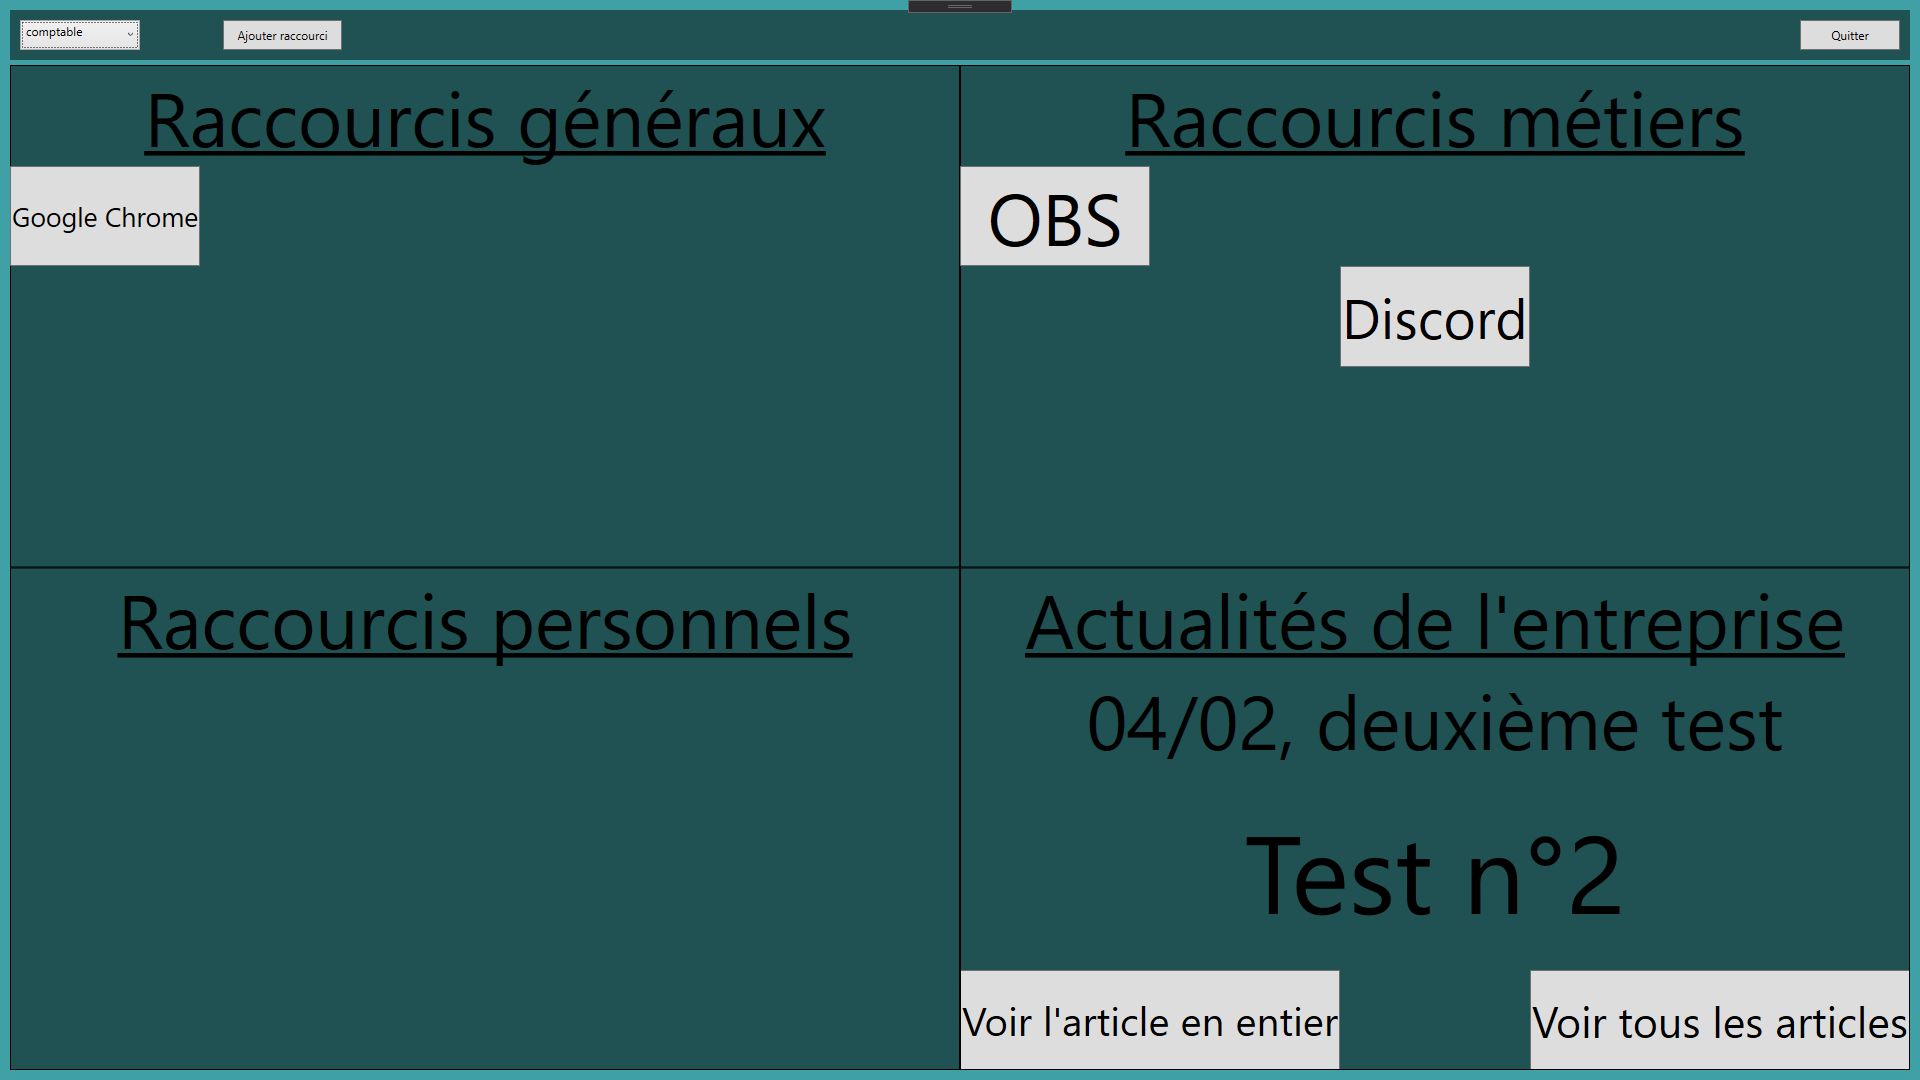 comptable
Ajouter raccourci
Quitter
Raccourcis généraux
Google Chrome
Raccourcis métiers
OBS
Discord
Raccourcis personnels
Actualités de l'entreprise
04/02, deuxième test
Test n°2
Voir l'article en entier
Voir tous les articles